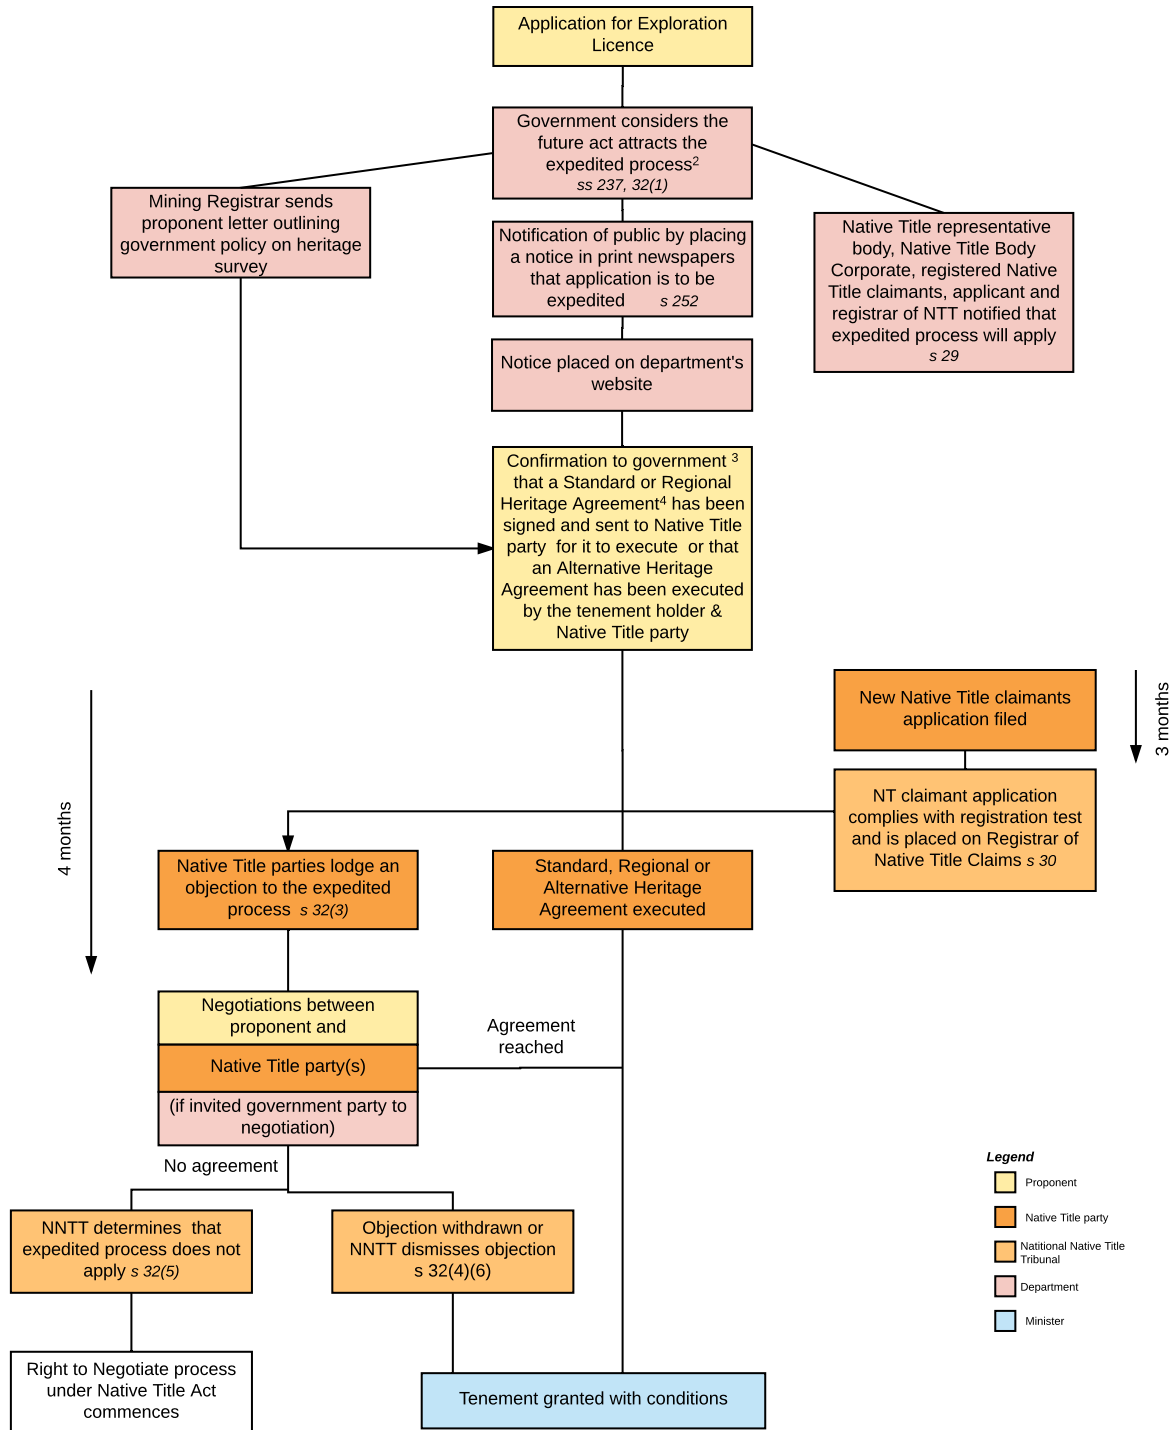 Application for Exploration
Licence
Government considers the
future act attracts the
expedited process2
ss 237, 32(1)
Mining Registrar sends
proponent letter outlining
government policy on heritage
survey
Notification of public by placing
a notice in print newspapers
that application is to be
expedited s 252
Native Title representative
body, Native Title Body
Corporate, registered Native
Title claimants, applicant and
registrar of NTT notified that
expedited process will apply
s 29
Notice placed on department's
website
Confirmation to government 3
that a Standard or Regional
Heritage Agreement4 has been
signed and sent to Native Title
party for it to execute or that
an Alternative Heritage
Agreement has been executed
by the tenement holder &
Native Title party
New Native Title claimants
application filed
3 months
NT claimant application
complies with registration test
and is placed on Registrar of
Native Title Claims s 30
4 months
Native Title parties lodge an
objection to the expedited
process s 32(3)
Standard, Regional or
Alternative Heritage
Agreement executed
Negotiations between
proponent and
Native Title party(s)
(if invited government party to
negotiation)
Agreement
reached
No agreement
NNTT determines that
expedited process does not
apply s 32(5)
Objection withdrawn or
NNTT dismisses objection
s 32(4)(6)
Right to Negotiate process
under Native Title Act
commences
Tenement granted with conditions
Legend
Proponent
Native Title party
Natitional Native Title
Tribunal
Department
Minister